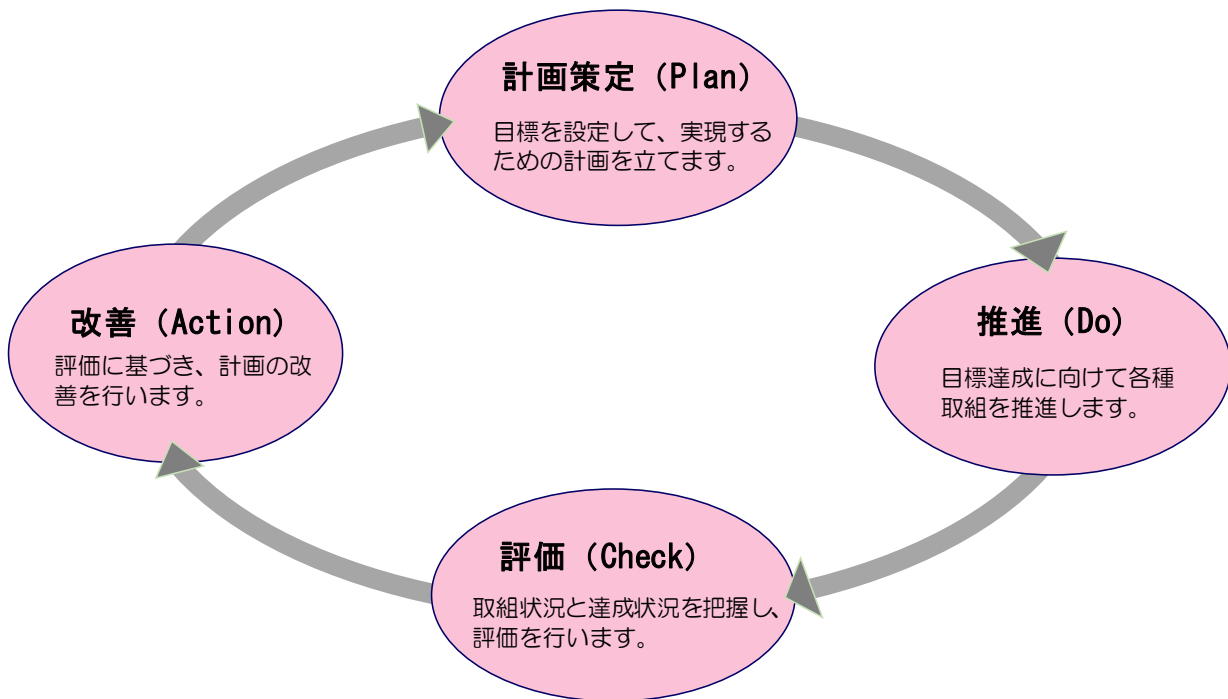 計画策定（Plan）
目標を設定して、実現する
ための計画を立てます。
改善（Action）
評価に基づき、計画の改
善を行います。
推進（Do）
目標達成に向けて各種
取組を推進します。
評価（Check）
取組状況と達成状況を把握し、
評価を行います。